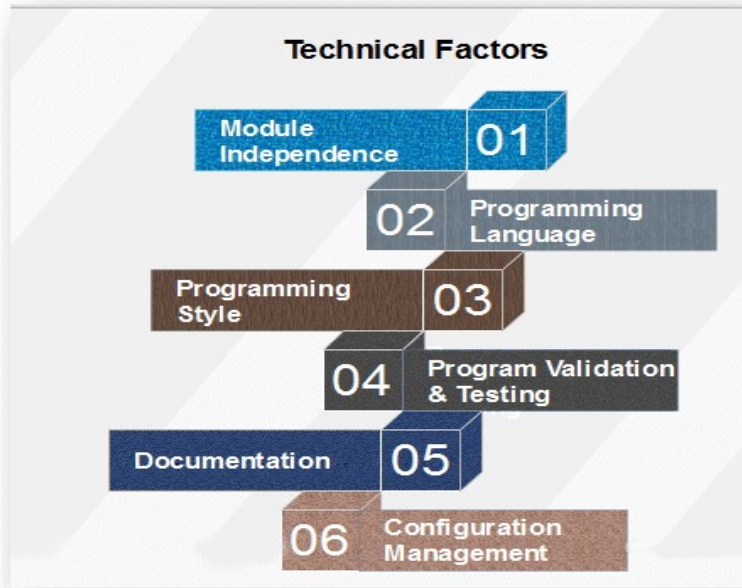 Technical Factors
Module
Independence
01
02
Programming
Language
Programming
Style
03
04
Program Validation
& Testing
Documentation
05
06
Configuration
Management